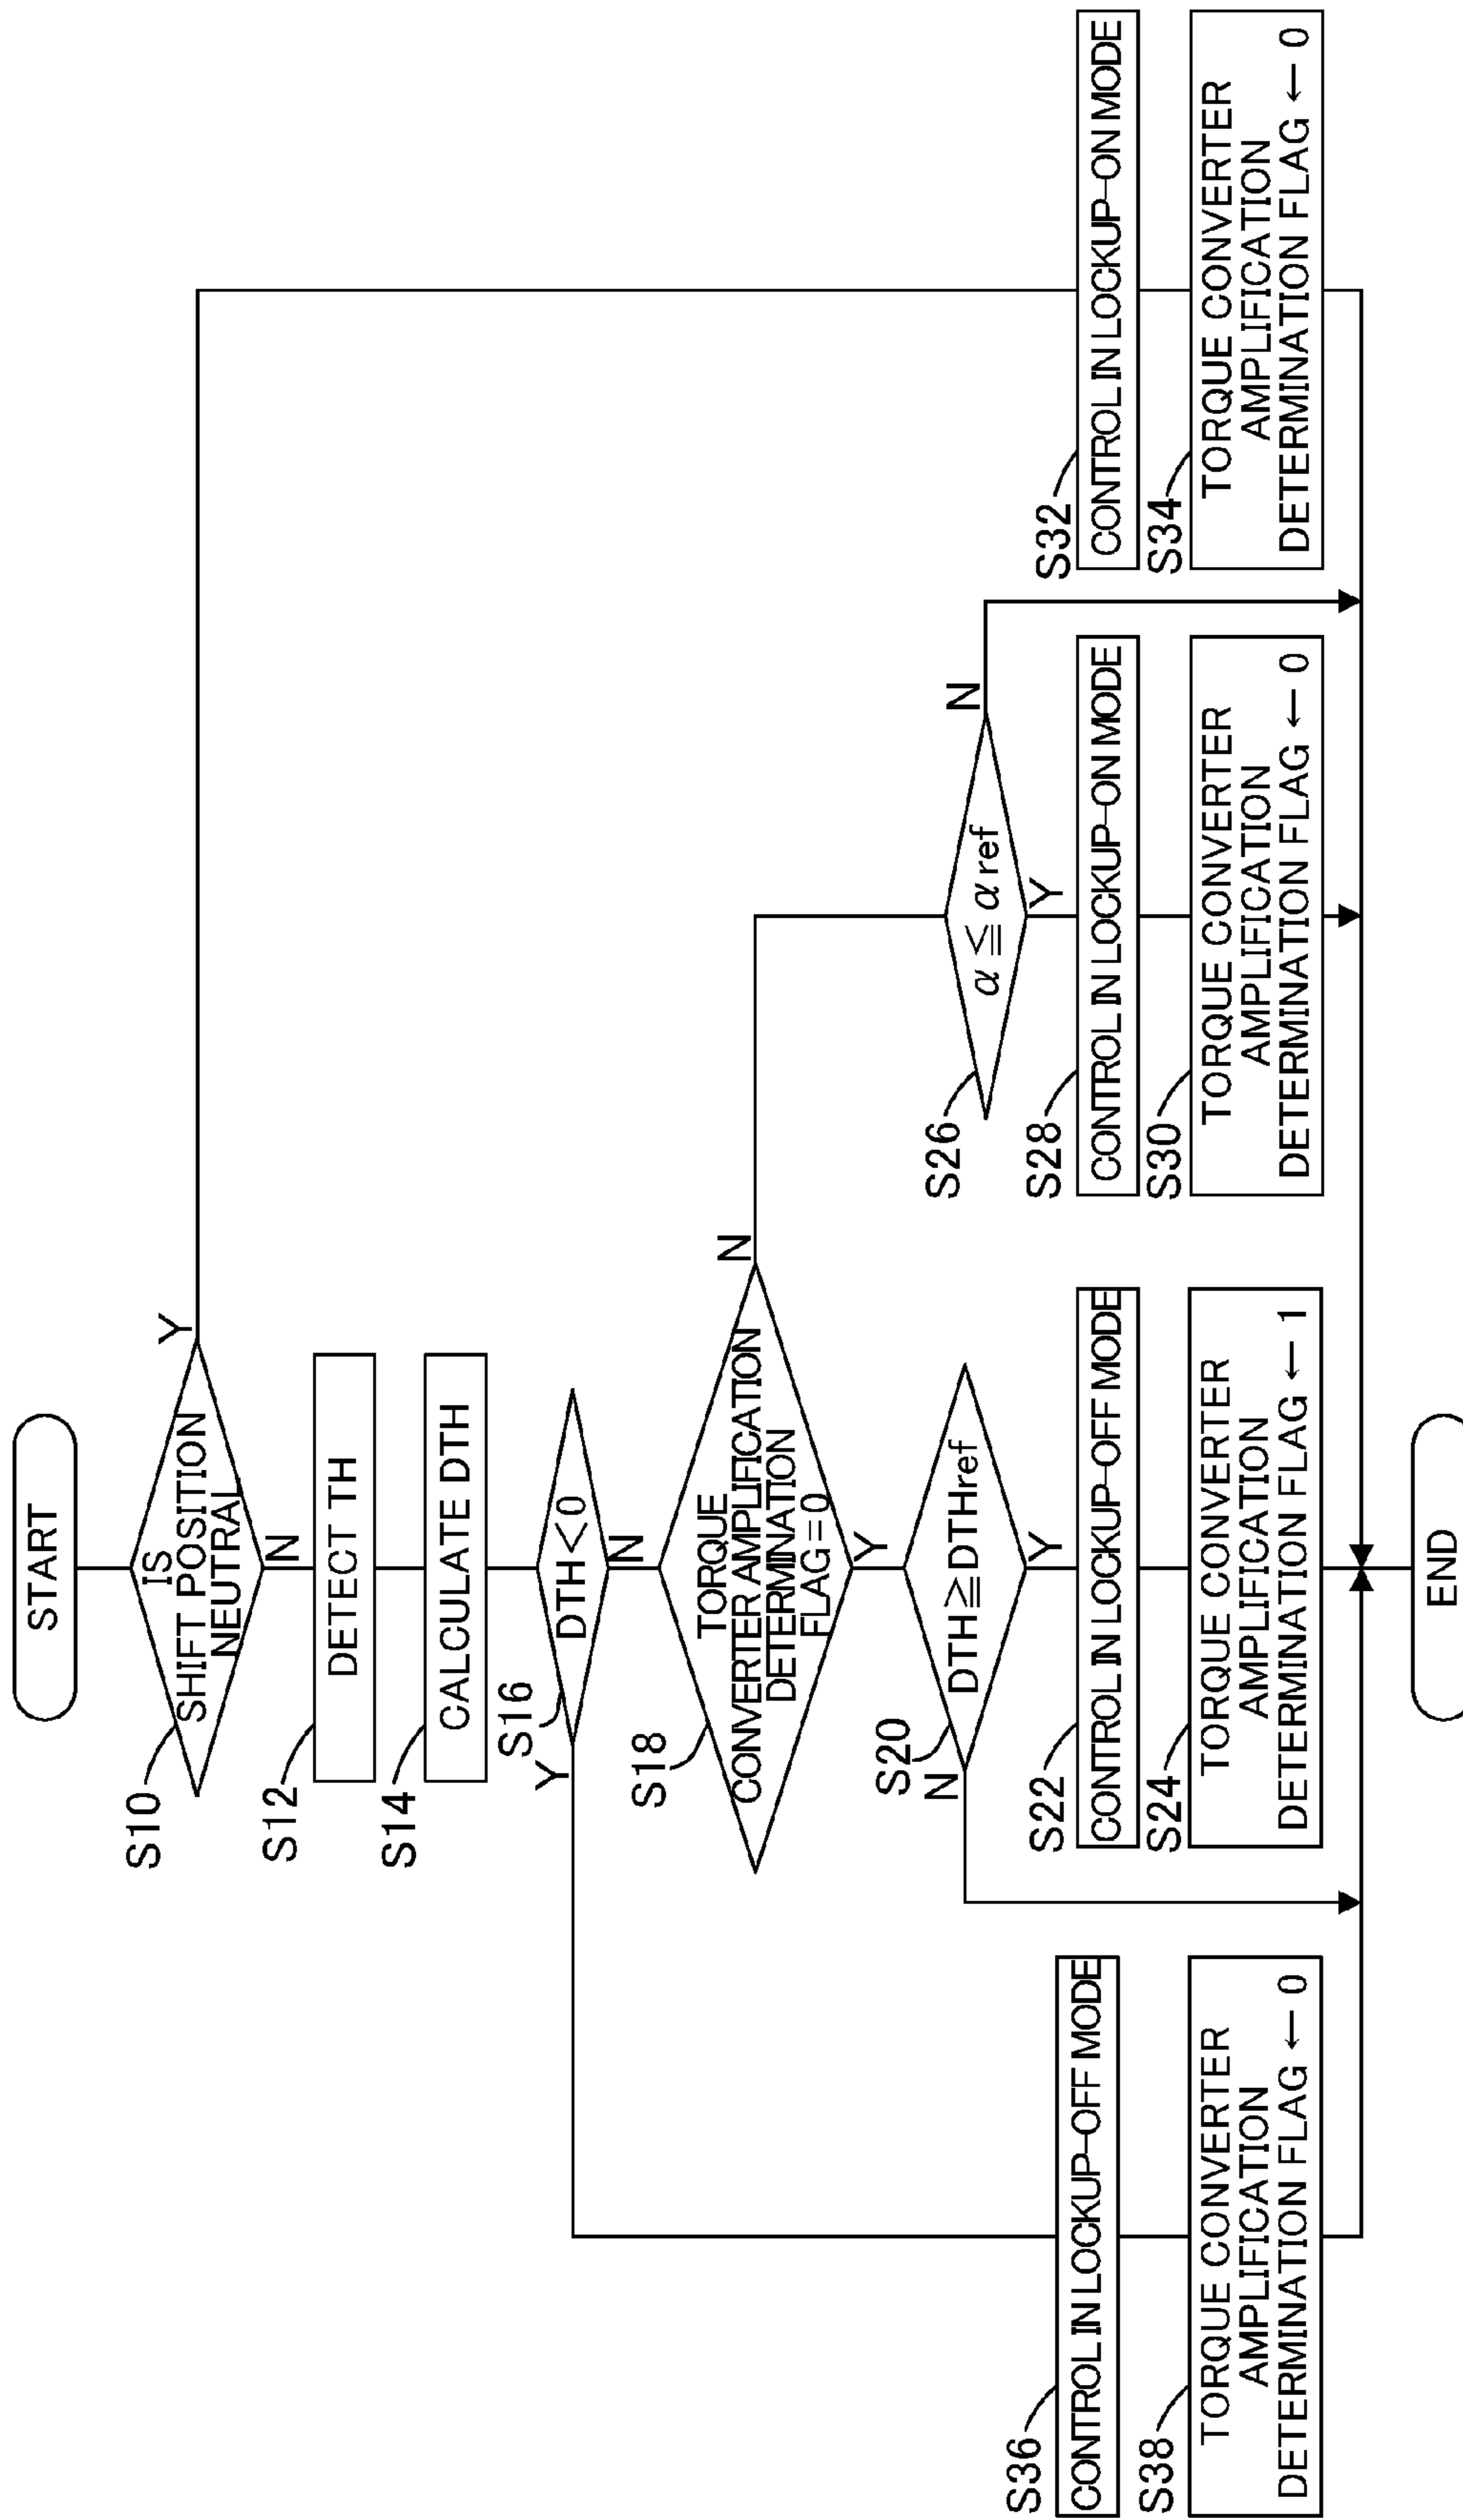 START
S10
IS
SHIFT POSITION
NEUTRAL
Y
N
S12
DETECT TH
S14
CALCULATE DTH
S16
DTH<0
Y
N
S18
TORQUE
CONVERTER AMPLIFICATION
DETERMINATION
FLAG=0
N
Y
S20
DTH≧DTHref
N
Y
S22
CONTROL IN LOCKUP-OFF MODE
S24
TORQUE CONVERTER
AMPLIFICATION
DETERMINATION FLAG ← 1
S26
α ≦ α ref
N
Y
S28
CONTROL IN LOCKUP-ON MODE
S30
TORQUE CONVERTER
AMPLIFICATION
DETERMINATION FLAG ← 0
S32
CONTROL IN LOCKUP-ON MODE
S34
TORQUE CONVERTER
AMPLIFICATION
DETERMINATION FLAG ← 0
S36
CONTROL IN LOCKUP-OFF MODE
S38
TORQUE CONVERTER
AMPLIFICATION
DETERMINATION FLAG ← 0
END